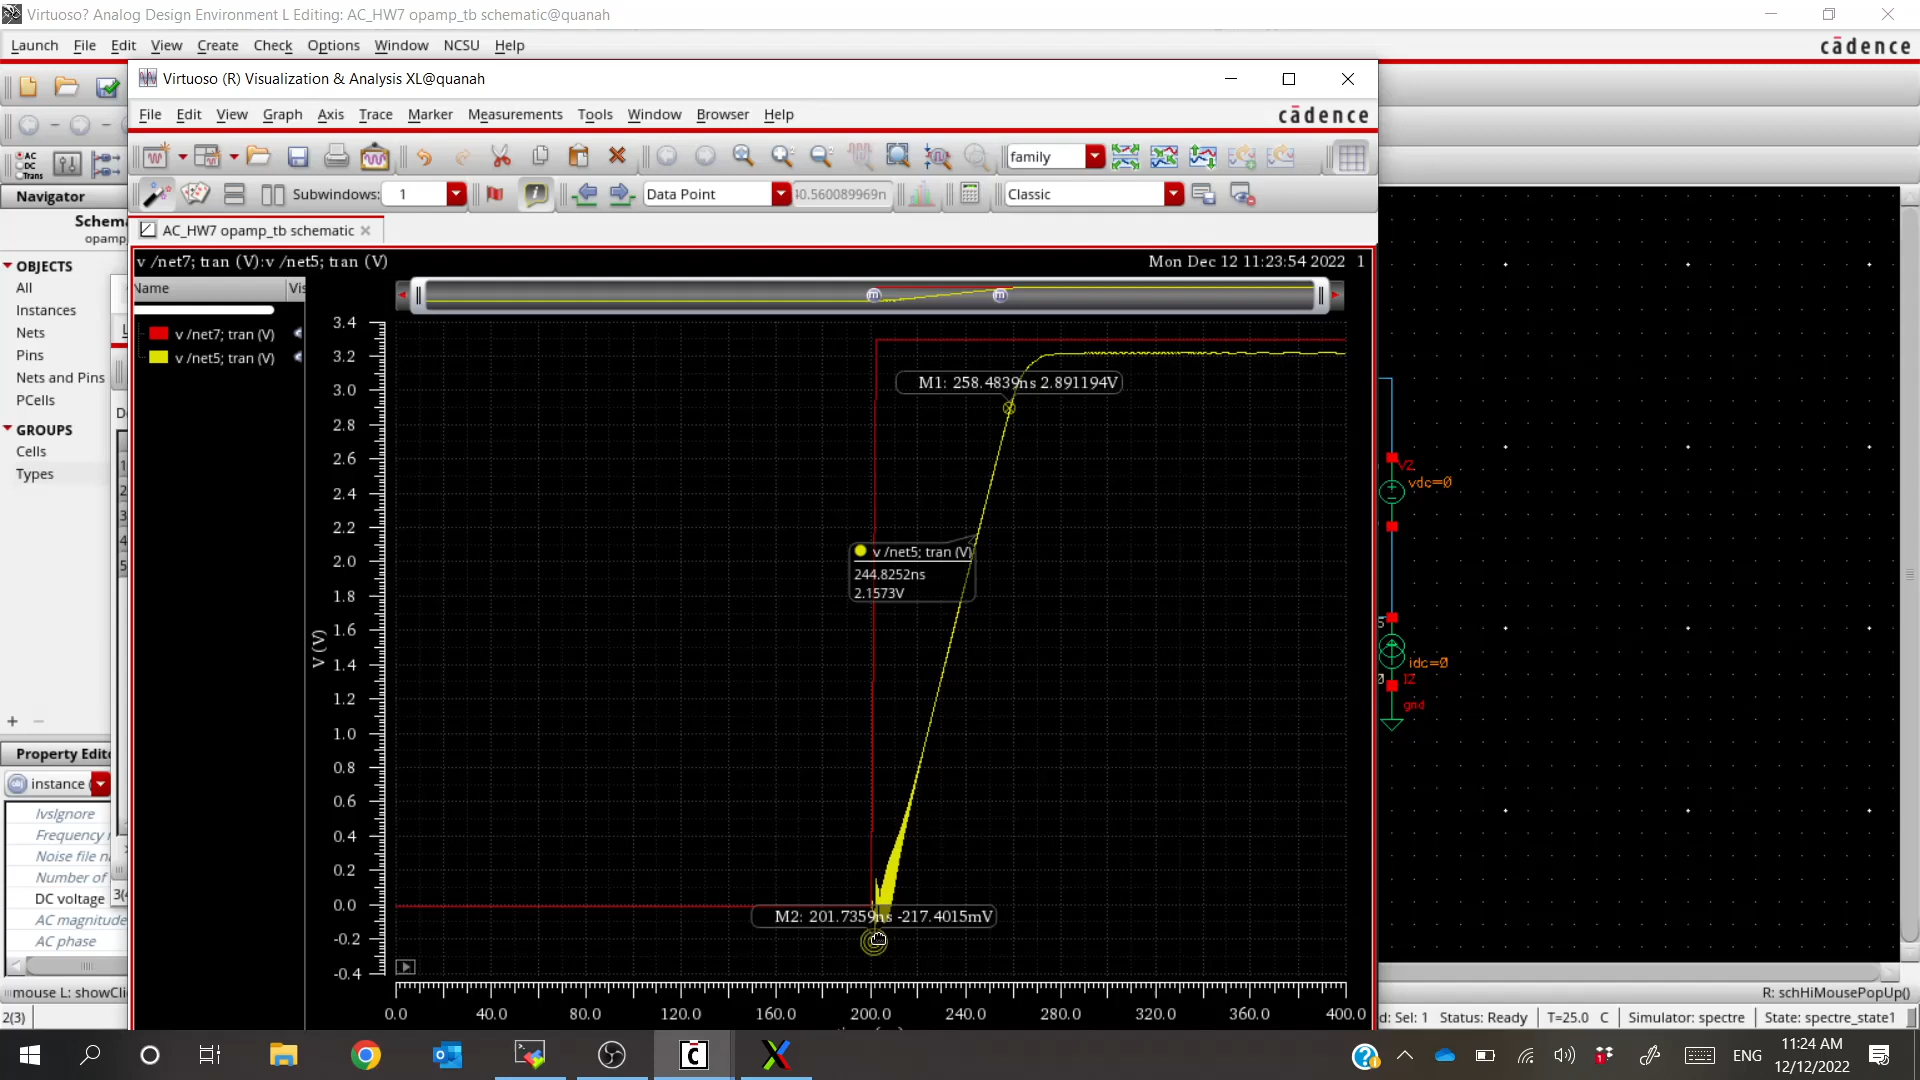 Virtuoso? Analog Design Environment L Editing: AC_HW7 opamp_tb schematic@quanah
Launch File Edit View Create Check Options Window NCSU Help
cādence
Virtuoso (R) Visualization & Analysis XL@quanah
File Edit View Graph Axis Trace Marker Measurements Tools Window Browser Help
cādence
family
AC
DC
Trans
Subwindows: 1
Data Point
Classic
Navigator
AC_HW7 opamp_tb schematic
Schema
opamp_
OBJECTS
All
Instances
Nets
Pins
Nets and Pins
PCells
GROUPS
Cells
Types
v /net7; tran (V):v /net5; tran (V)
Mon Dec 12 11:23:54 2022 1
Name
Vis
v /net7; tran (V)
v /net5; tran (V)
V (V)
3.4
3.2
3.0
2.8
2.6
2.4
2.2
2.0
1.8
1.6
1.4
1.2
1.0
0.8
0.6
0.4
0.2
0.0
-0.2
-0.4
M1: 258.4839ns 2.891194V
v /net5; tran (V)
244.8252ns
2.1573V
M2: 201.7359ns -217.4015mV
0.0 40.0 80.0 120.0 160.0 200.0 240.0 280.0 320.0 360.0 400.0
vdc=0
idc=0
gnd
Property Edito
instance (
lvsIgnore
Frequency
Noise file n
Number of
DC voltage
AC magnitude
AC phase
mouse L: showCli
R: schHiMousePopUp()
2(3)
d: Sel: 1 Status: Ready T=25.0 C Simulator: spectre State: spectre_state1
ENG
11:24 AM
12/12/2022